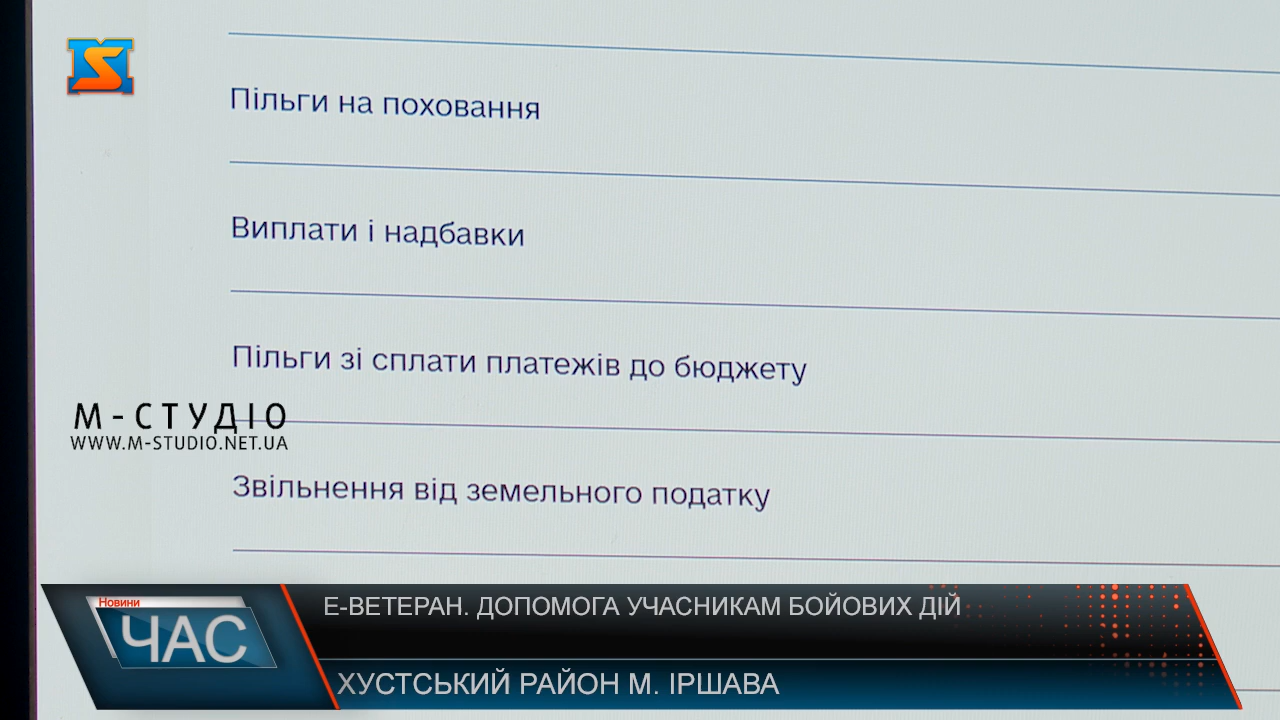 Пільги на поховання
Виплати і надбавки
Пільги зі сплати платежів до бюджету
М-СТУДІО
WWW.M-STUDIO.NET.UA
Звільнення від земельного податку
Новини
ЧАС
Е-ВЕТЕРАН. ДОПОМОГА УЧАСНИКАМ БОЙОВИХ ДІЙ
ХУСТСЬКИЙ РАЙОН М. ІРШАВА